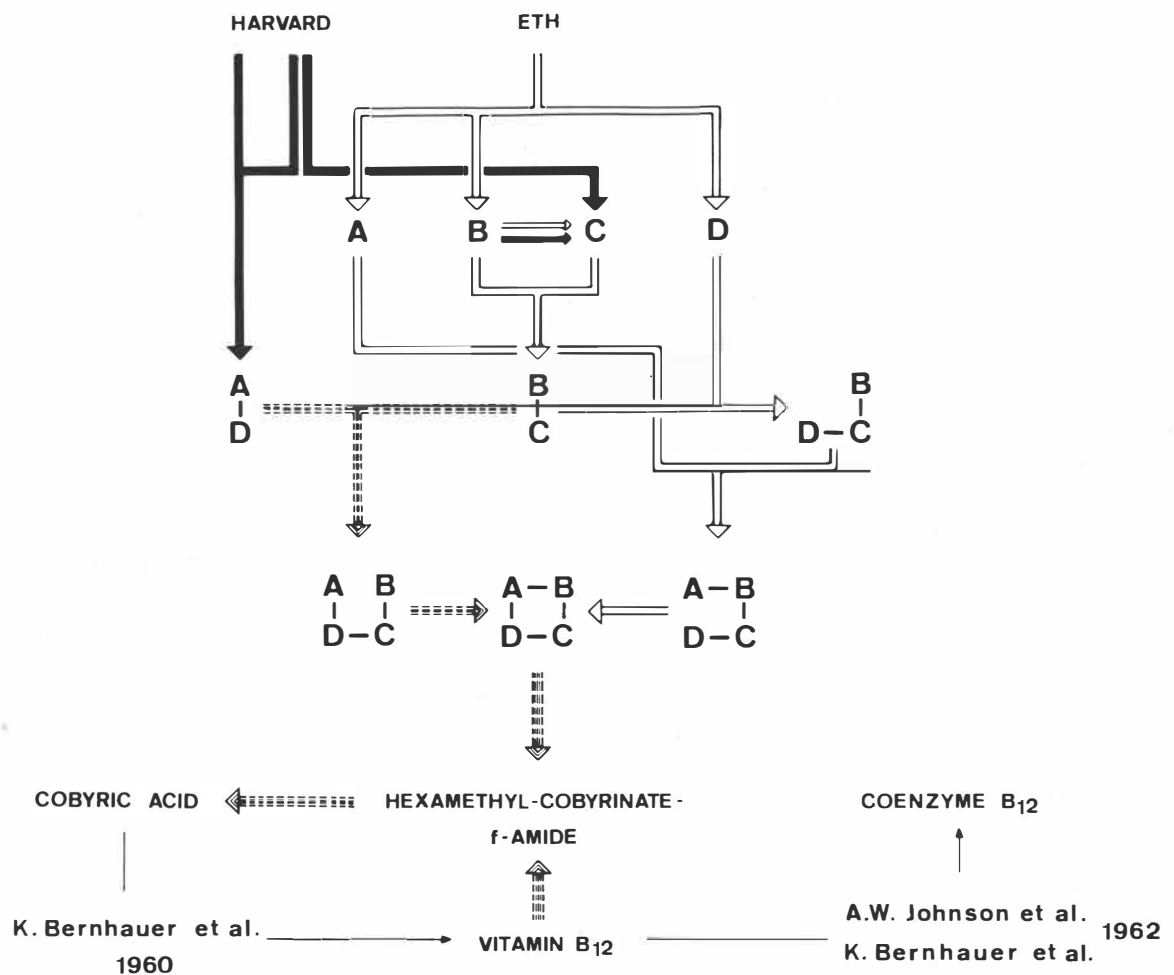 HARVARD ETH
A B C D
A B B
D C D–C
A B A–B A–B
D–C D–C D–C
COBYRIC ACID HEXAMETHYL-COBYRINATE- COENZYME B12
f-AMIDE
K. Bernhauer et al. VITAMIN B12 A.W. Johnson et al. 1962
1960 K. Bernhauer et al.